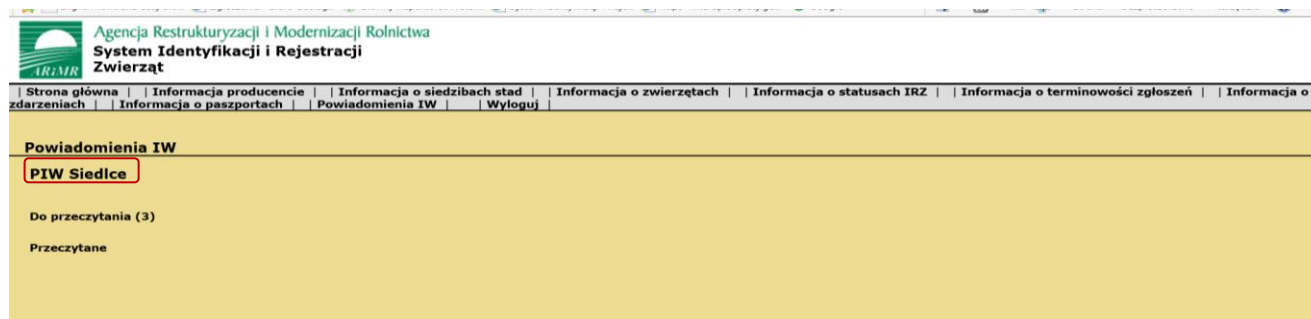 Agencja Restrukturyzacji i Modernizacji Rolnictwa
System Identyfikacji i Rejestracji
Zwierząt
ARiMR
| Strona główna | | Informacja producencie | | Informacja o siedzibach stad | | Informacja o zwierzętach | | Informacja o statusach IRZ | | Informacja o terminowości zgłoszeń | | Informacja o
zdarzeniach | | Informacja o paszportach | | Powiadomienia IW | | Wyloguj |
Powiadomienia IW
PIW Siedlce
Do przeczytania (3)
Przeczytane